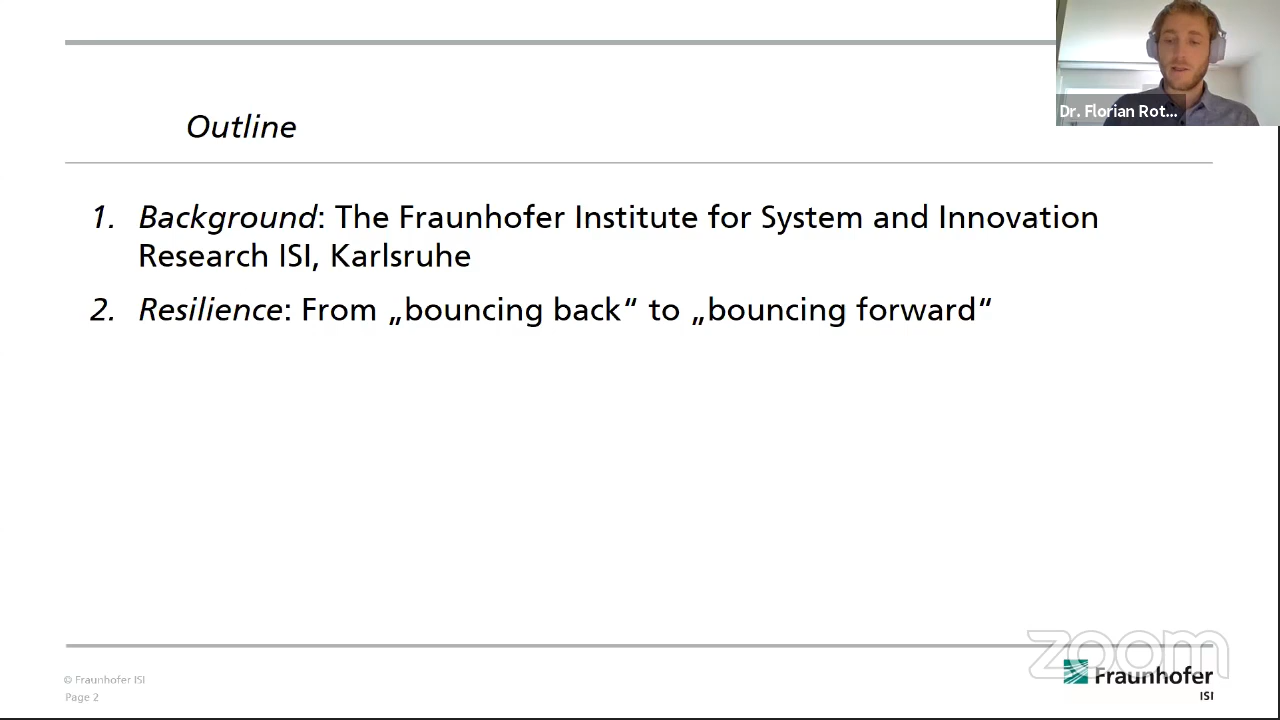 Dr. Florian Rot...
Outline
1. Background: The Fraunhofer Institute for System and Innovation
Research ISI, Karlsruhe
2. Resilience: From „bouncing back“ to „bouncing forward“
zoom
© Fraunhofer ISI
Page 2
Fraunhofer
ISI